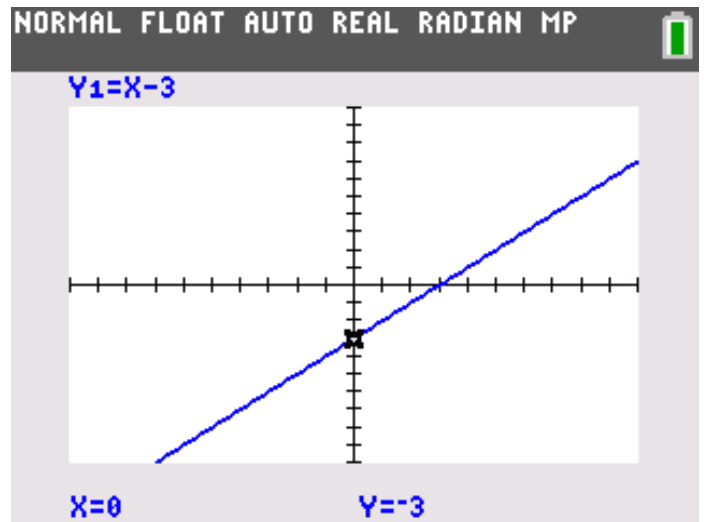 NORMAL FLOAT AUTO REAL RADIAN MP
Y₁=X-3
X=0 Y=⁻3